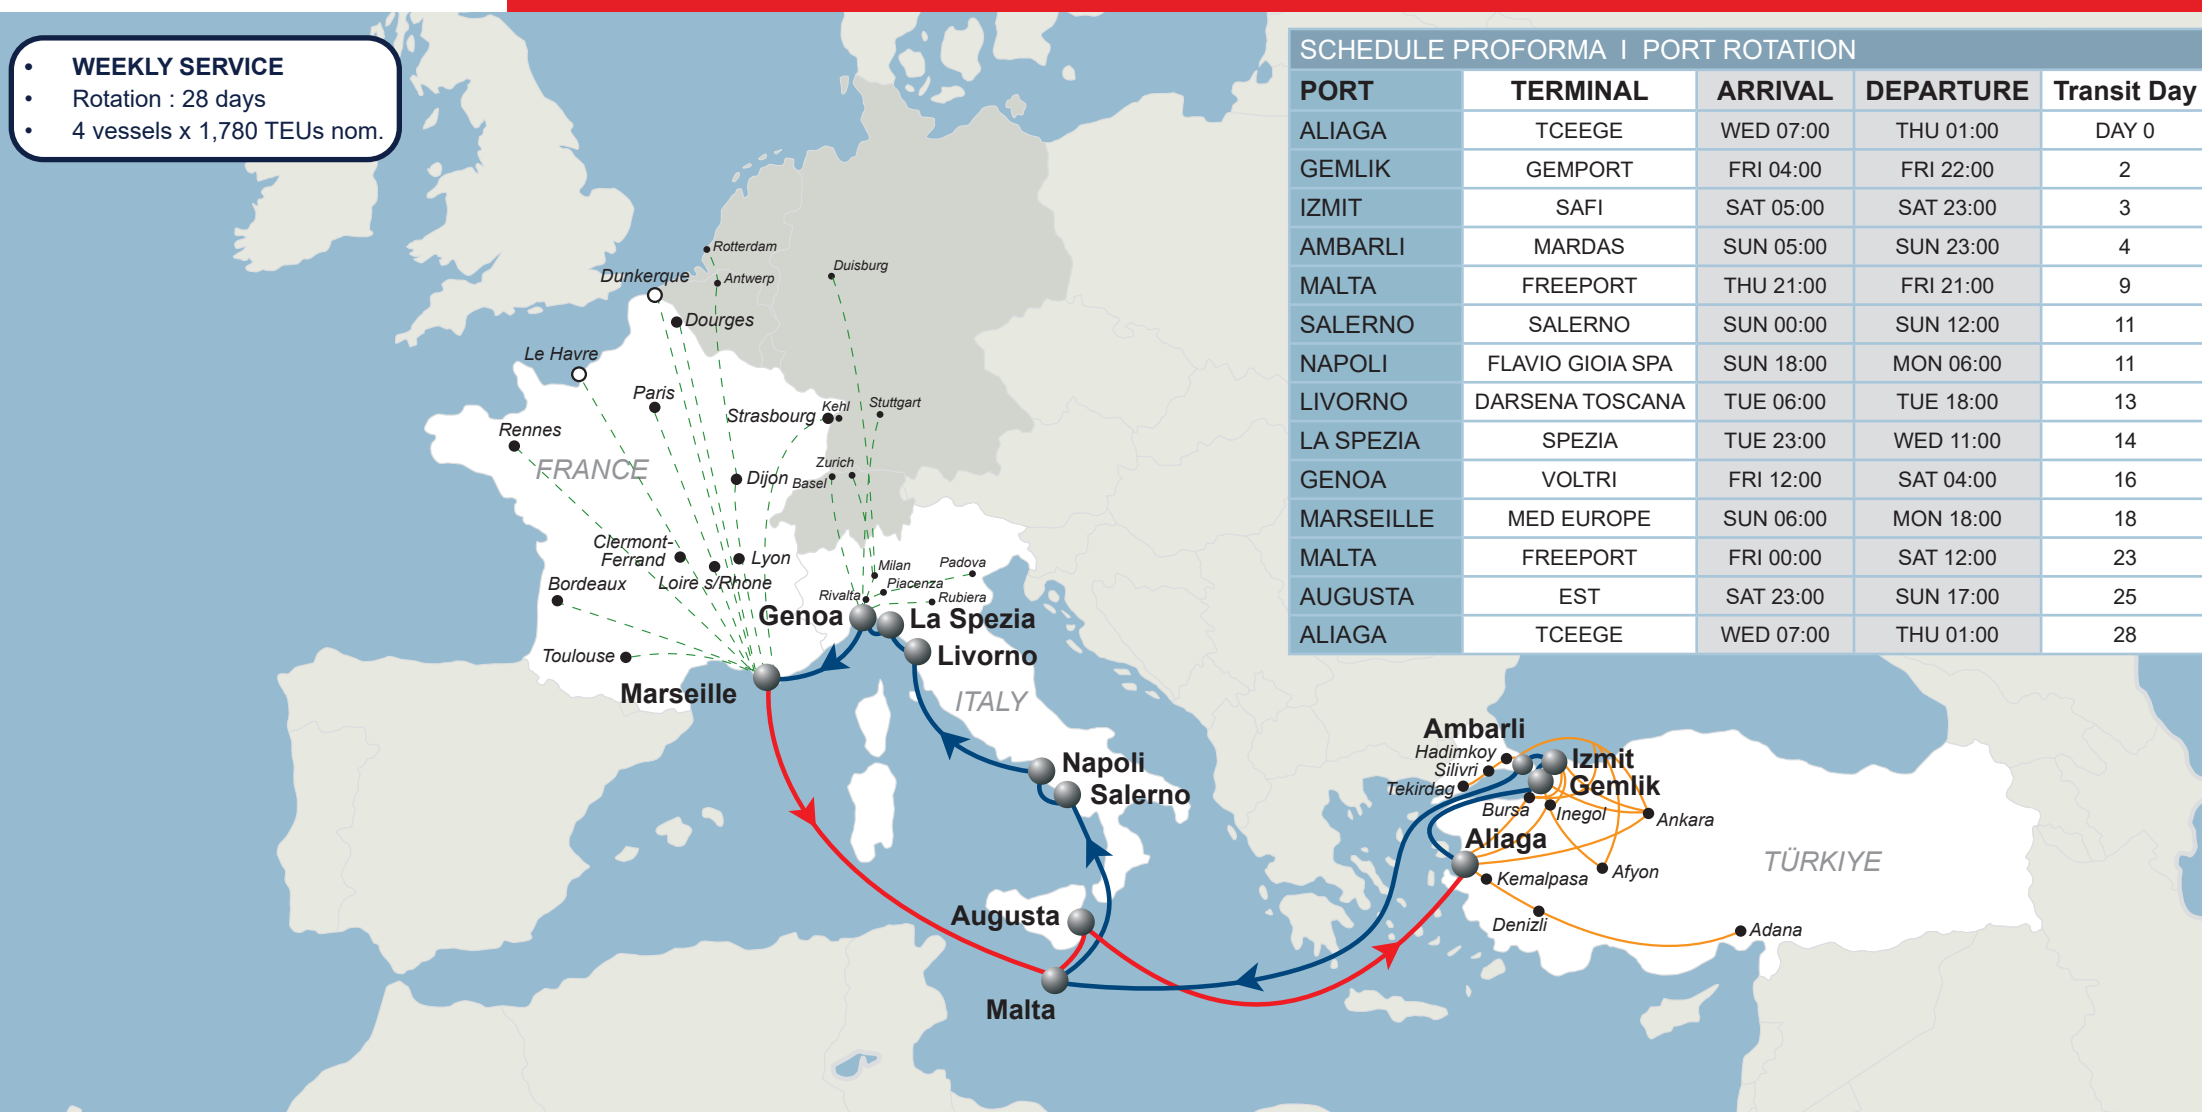 • WEEKLY SERVICE
• Rotation : 28 days
• 4 vessels x 1,780 TEUs nom.
SCHEDULE PROFORMA I PORT ROTATION
PORT TERMINAL ARRIVAL DEPARTURE Transit Day
ALIAGA TCEEGE WED 07:00 THU 01:00 DAY 0
GEMLIK GEMPORT FRI 04:00 FRI 22:00 2
IZMIT SAFI SAT 05:00 SAT 23:00 3
AMBARLI MARDAS SUN 05:00 SUN 23:00 4
MALTA FREEPORT THU 21:00 FRI 21:00 9
SALERNO SALERNO SUN 00:00 SUN 12:00 11
NAPOLI FLAVIO GIOIA SPA SUN 18:00 MON 06:00 11
LIVORNO DARSENA TOSCANA TUE 06:00 TUE 18:00 13
LA SPEZIA SPEZIA TUE 23:00 WED 11:00 14
GENOA VOLTRI FRI 12:00 SAT 04:00 16
MARSEILLE MED EUROPE SUN 06:00 MON 18:00 18
MALTA FREEPORT FRI 00:00 SAT 12:00 23
AUGUSTA EST SAT 23:00 SUN 17:00 25
ALIAGA TCEEGE WED 07:00 THU 01:00 28
Rotterdam
Duisburg
Dunkerque
Antwerp
Dourges
Le Havre
Paris
Kehl
Stuttgart
Strasbourg
Rennes
FRANCE
Zurich
Dijon
Basel
Clermont-
Ferrand
Lyon
Milan
Padova
Loire s/Rhone
Piacenza
Bordeaux
Rivalta
Rubiera
Genoa
La Spezia
Toulouse
Livorno
Marseille
ITALY
Napoli
Salerno
Ambarli
Hadimkoy
Izmit
Silivri
Tekirdag
Gemlik
Bursa
Inegol
Ankara
Aliaga
TÜRKIYE
Kemalpasa
Afyon
Augusta
Denizli
Adana
Malta